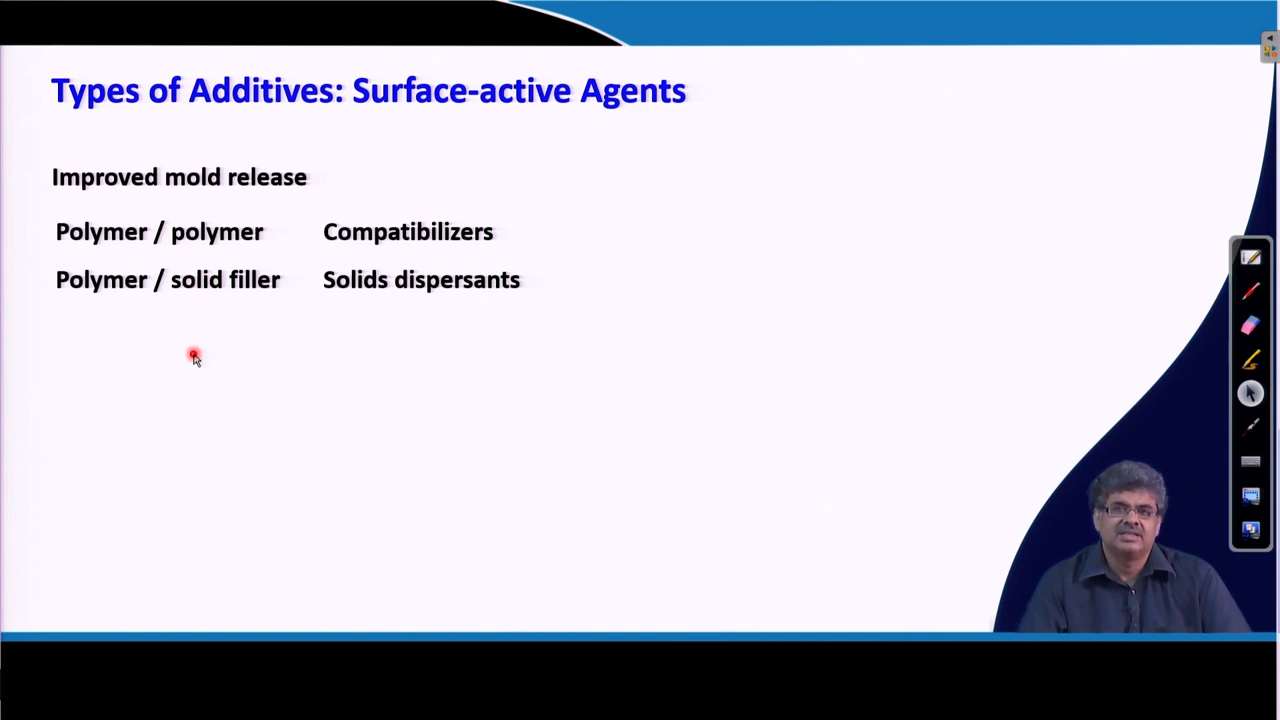 Types of Additives: Surface-active Agents
Improved mold release
Polymer / polymer Compatibilizers
Polymer / solid filler Solids dispersants